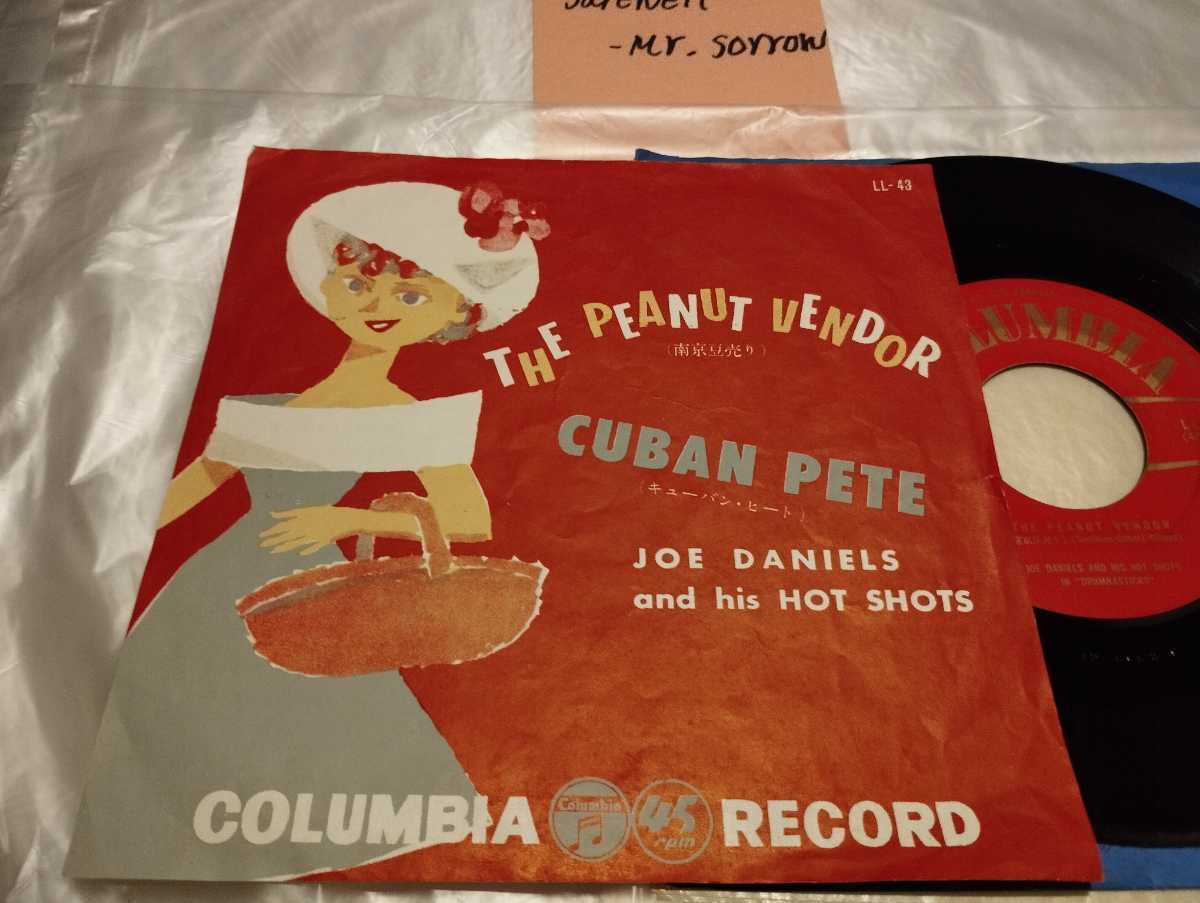 - Mr. Sorrow
LL-43
THE PEANUT VENDOR
(南京豆売り)
CUBAN PETE
(キューバン・ピート)
JOE DANIELS
and his HOT SHOTS
COLUMBIA Columbia 45 rpm RECORD
OLUMBIA
THE PEANUT VENDOR
JOE DANIELS AND HIS HOT SHOTS
IN "DRUMNASTICKS"